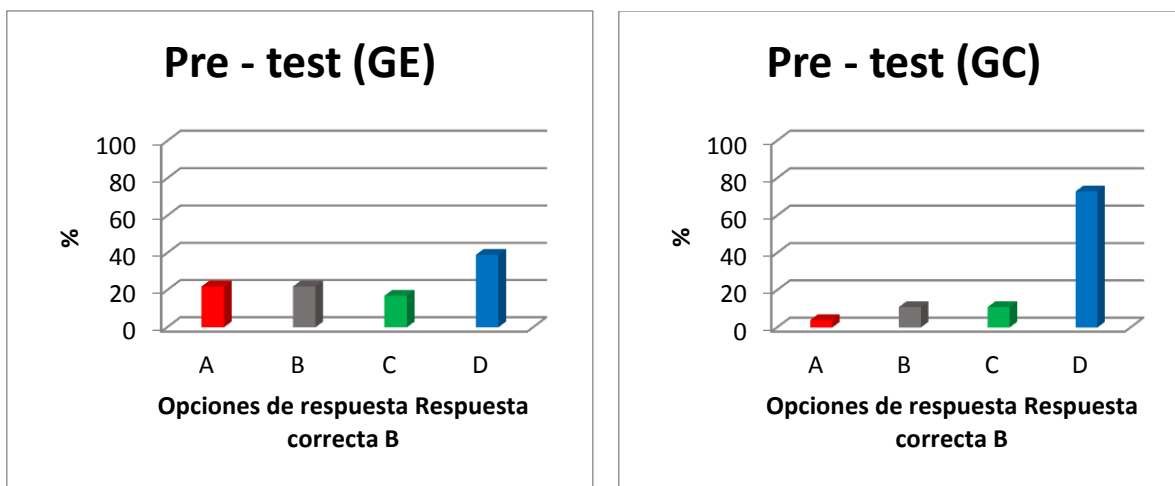 Pre - test (GE)
100
80
60
40
20
0
%
A B C D
Opciones de respuesta Respuesta
correcta B
Pre - test (GC)
100
80
60
40
20
0
%
A B C D
Opciones de respuesta Respuesta
correcta B